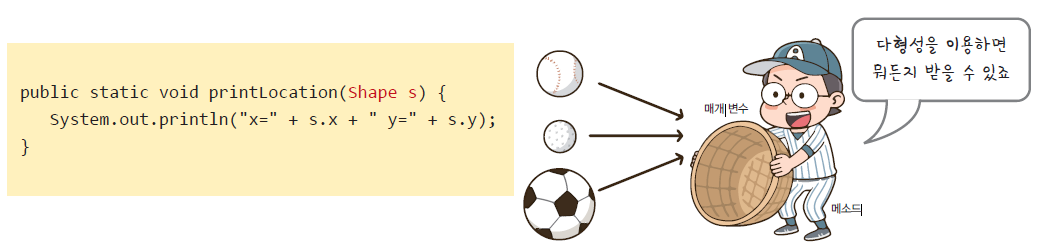 public static void printLocation(Shape s) {
System.out.println("x=" + s.x + " y=" + s.y);
}
다형성을 이용하면
뭐든지 받을 수 있죠
매개변수
메소드